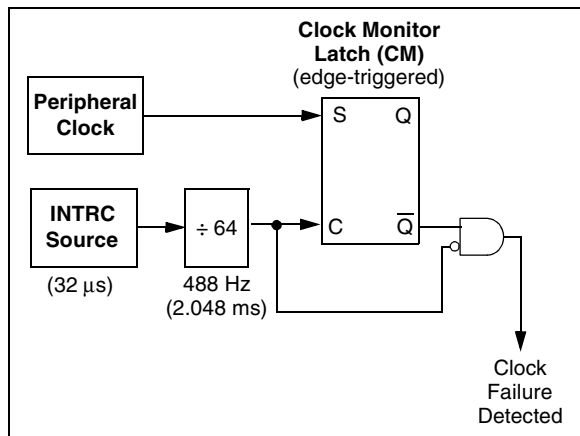 Clock Monitor
Latch (CM)
(edge-triggered)
Peripheral
Clock
S
Q
INTRC
Source
(32 μs)
÷ 64
488 Hz
(2.048 ms)
C
Q̅
Clock
Failure
Detected